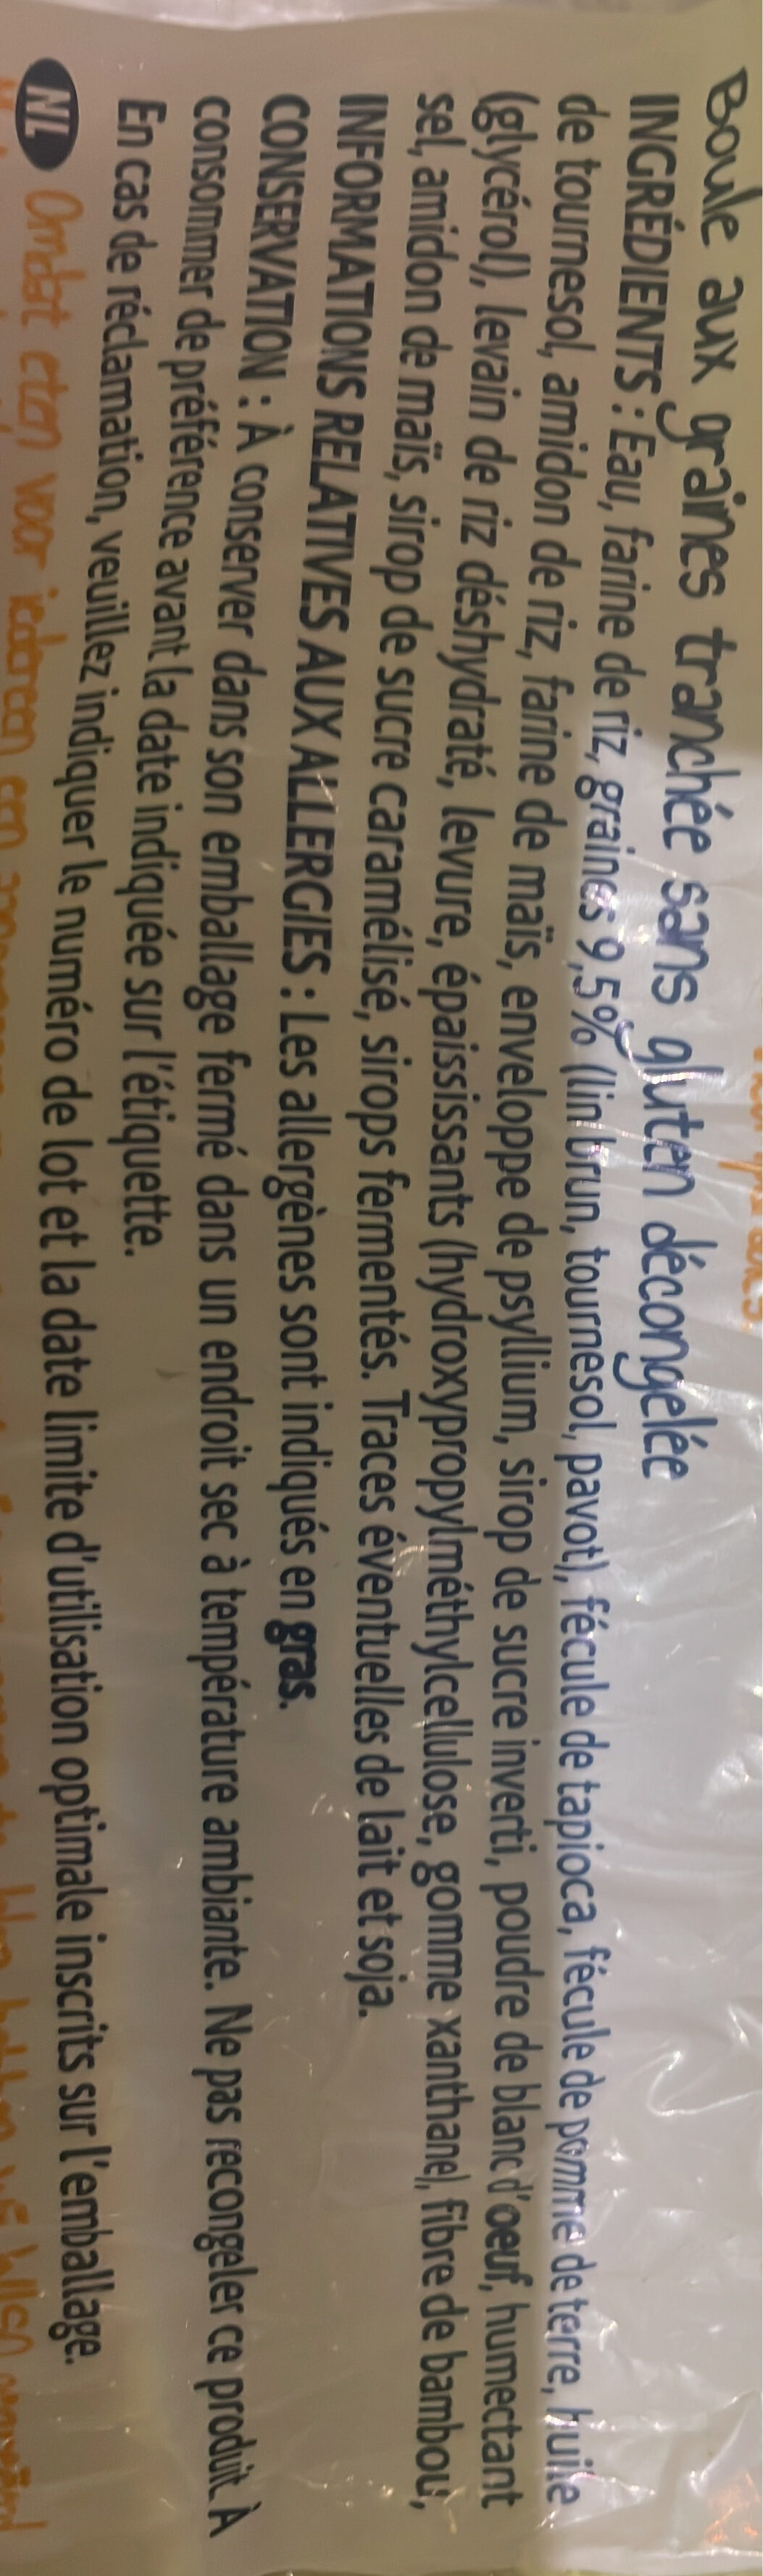 Boule aux graines tranchée sans gluten décongelée
INGRÉDIENTS : Eau, farine de riz, graines 9,5% (lin brun, tournesol, pavot), fécule de tapioca, fécule de pomme de terre, huile
de tournesol, amidon de riz, farine de maïs, enveloppe de psyllium, sirop de sucre inverti, poudre de blanc d'oeuf, humectant
(glycérol), levain de riz déshydraté, levure, épaississants (hydroxypropylméthylcellulose, gomme xanthane), fibre de bambou,
sel, amidon de maïs, sirop de sucre caramélisé, sirops fermentés. Traces éventuelles de lait et soja.
INFORMATIONS RELATIVES AUX ALLERGIES : Les allergènes sont indiqués en gras.
CONSERVATION : À conserver dans son emballage fermé dans un endroit sec à température ambiante. Ne pas recongeler ce produit. À
consommer de préférence avant la date indiquée sur l'étiquette.
En cas de réclamation, veuillez indiquer le numéro de lot et la date limite d'utilisation optimale inscrits sur l'emballage.
NL Omdat eten voor iedereen een